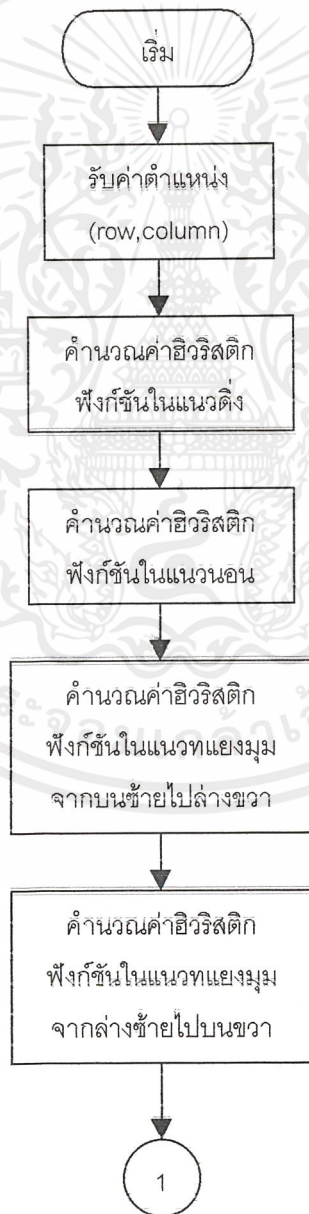 เริ่ม
รับค่าตำแหน่ง
(row,column)
คำนวณค่าฮิวริสติก
ฟังก์ชันในแนวดิ่ง
คำนวณค่าฮิวริสติก
ฟังก์ชันในแนวนอน
คำนวณค่าฮิวริสติก
ฟังก์ชันในแนวทแยงมุม
จากบนซ้ายไปล่างขวา
คำนวณค่าฮิวริสติก
ฟังก์ชันในแนวทแยงมุม
จากล่างซ้ายไปบนขวา
1